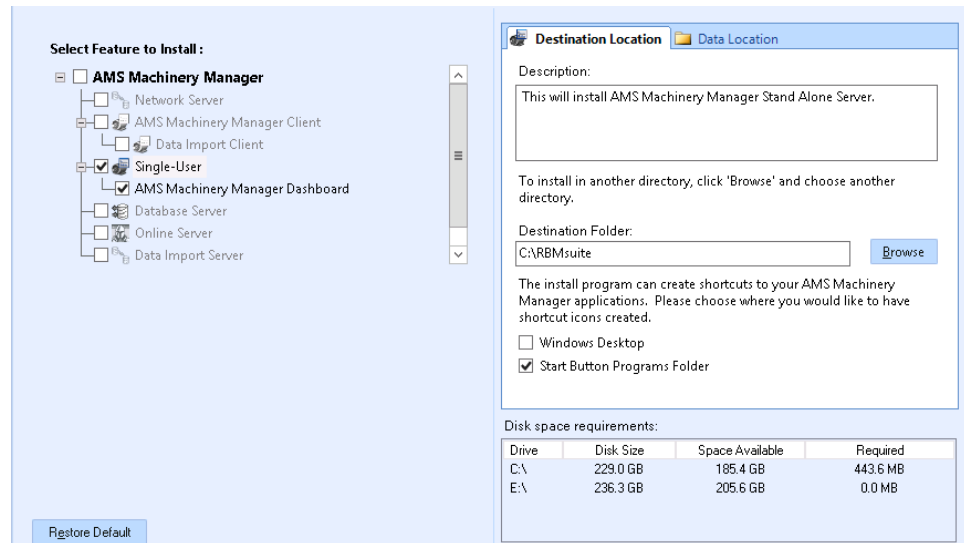 Select Feature to Install :
AMS Machinery Manager
Network Server
AMS Machinery Manager Client
Data Import Client
Single-User
AMS Machinery Manager Dashboard
Database Server
Online Server
Data Import Server
Restore Default
Destination Location
Data Location
Description:
This will install AMS Machinery Manager Stand Alone Server.
To install in another directory, click 'Browse' and choose another
directory.
Destination Folder:
C:\RBMsuite
Browse
The install program can create shortcuts to your AMS Machinery
Manager applications. Please choose where you would like to have
shortcut icons created.
Windows Desktop
Start Button Programs Folder
Disk space requirements:
Drive Disk Size Space Available Required
C:\ 229.0 GB 185.4 GB 443.6 MB
E:\ 236.3 GB 205.6 GB 0.0 MB